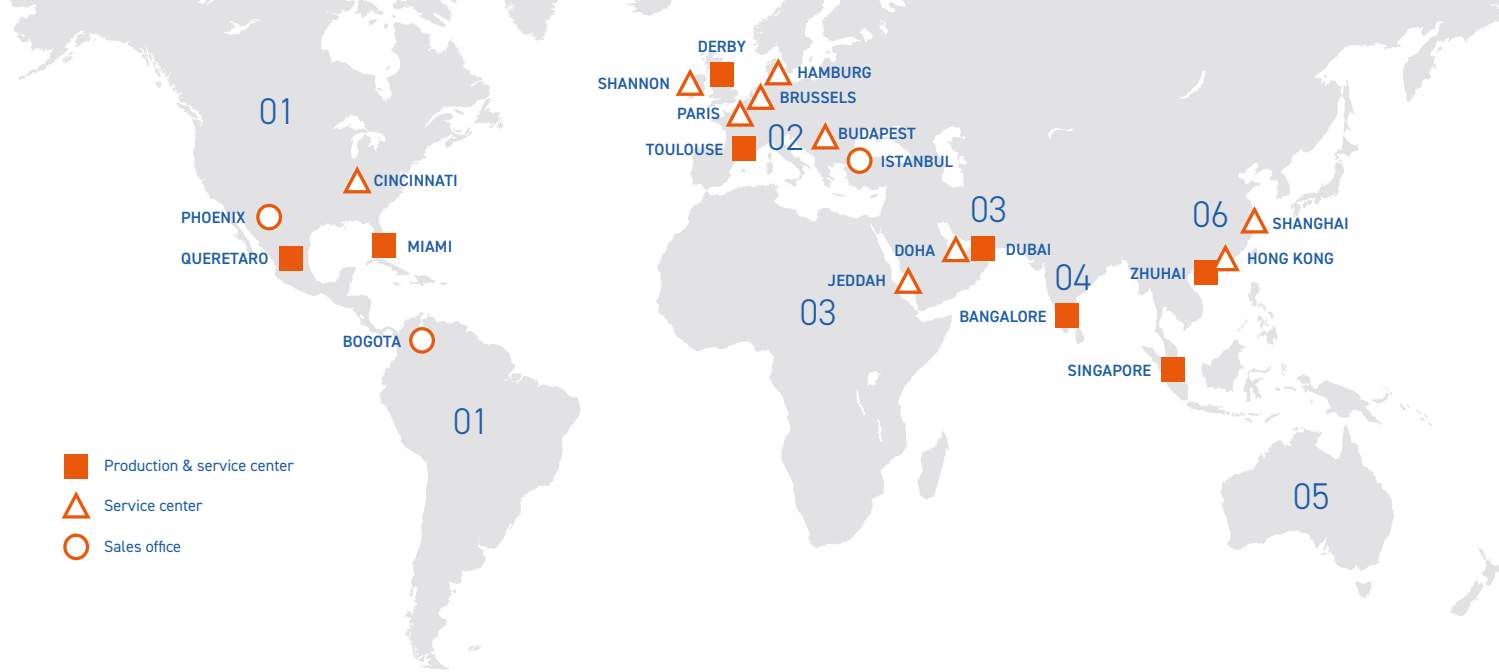 DERBY
SHANNON
HAMBURG
BRUSSELS
PARIS
TOULOUSE
02
BUDAPEST
ISTANBUL
01
CINCINNATI
PHOENIX
QUERETARO
MIAMI
BOGOTA
01
03
DOHA
DUBAI
JEDDAH
03
04
BANGALORE
06
SHANGHAI
HONG KONG
ZHUHAI
SINGAPORE
05
Production & service center
Service center
Sales office